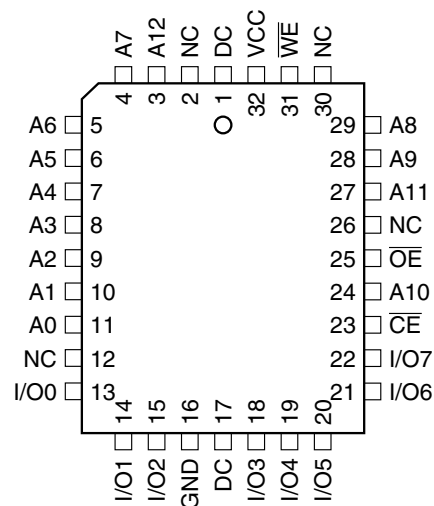 A7 A12 NC DC VCC W̅E̅ NC
4 3 2 1 32 31 30
A6 5 29 A8
A5 6 28 A9
A4 7 27 A11
A3 8 26 NC
A2 9 25 O̅E̅
A1 10 24 A10
A0 11 23 C̅E̅
NC 12 22 I/O7
I/O0 13 21 I/O6
14 15 16 17 18 19 20
I/O1 I/O2 GND DC I/O3 I/O4 I/O5